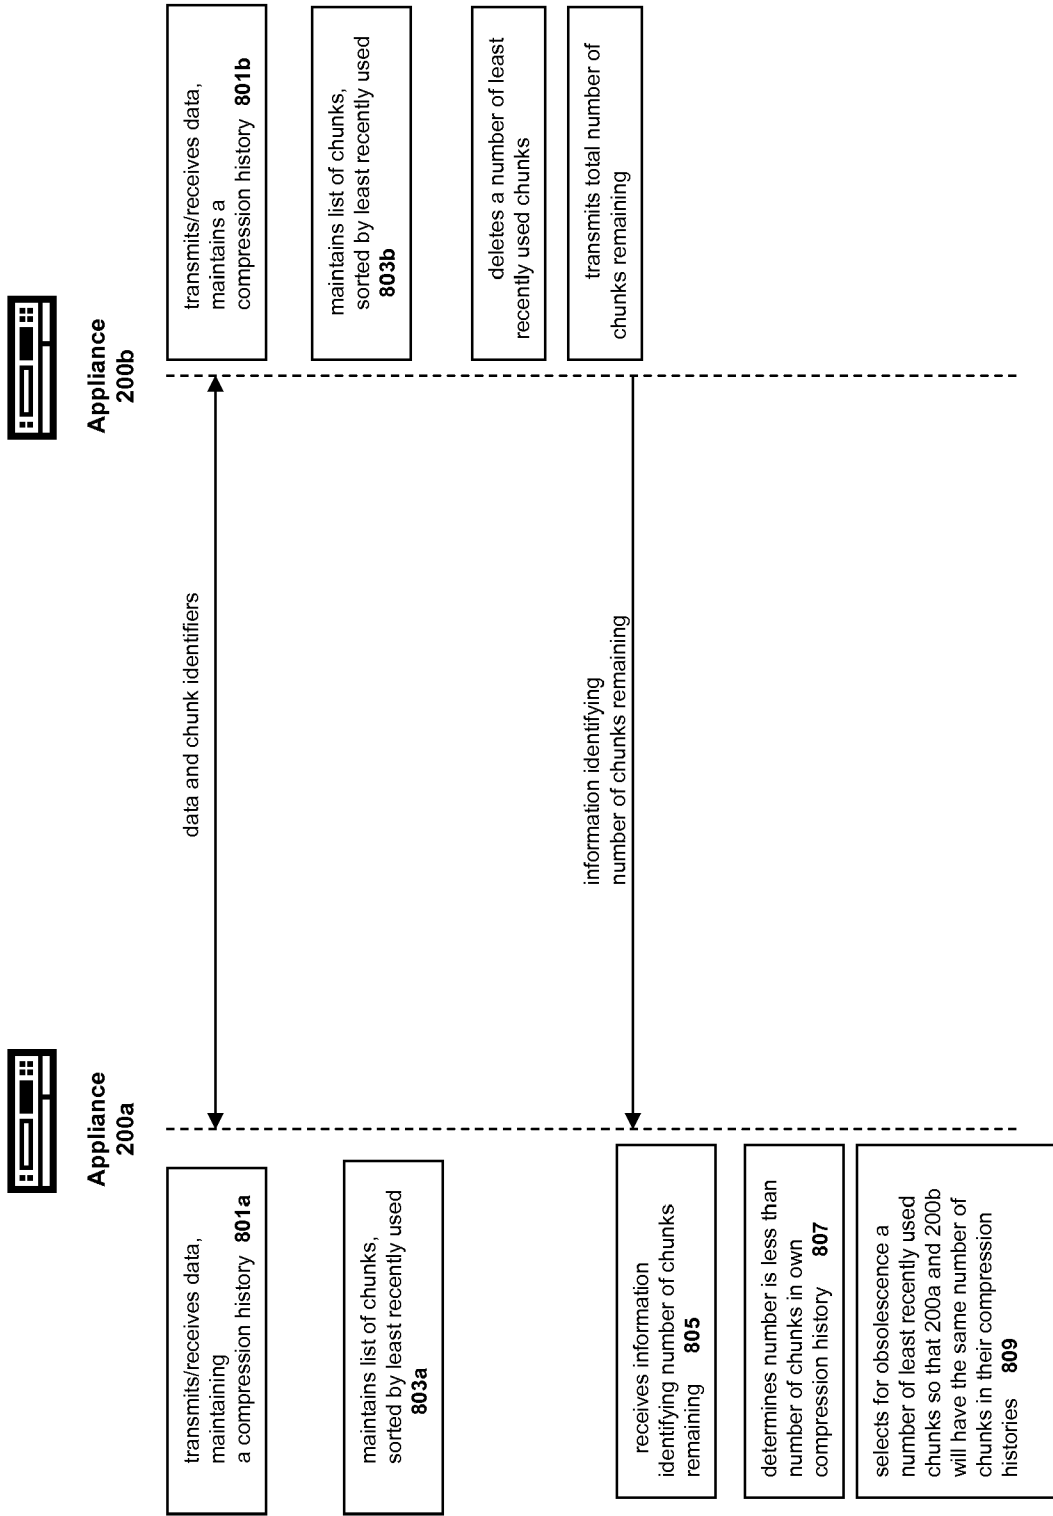 Appliance
200a
Appliance
200b
transmits/receives data,
maintaining
a compression history 801a
data and chunk identifiers
transmits/receives data,
maintains a
compression history 801b
maintains list of chunks,
sorted by least recently used
803a
maintains list of chunks,
sorted by least recently used
803b
deletes a number of least
recently used chunks
transmits total number of
chunks remaining
information identifying
number of chunks remaining
receives information
identifying number of chunks
remaining 805
determines number is less than
number of chunks in own
compression history 807
selects for obsolescence a
number of least recently used
chunks so that 200a and 200b
will have the same number of
chunks in their compression
histories 809